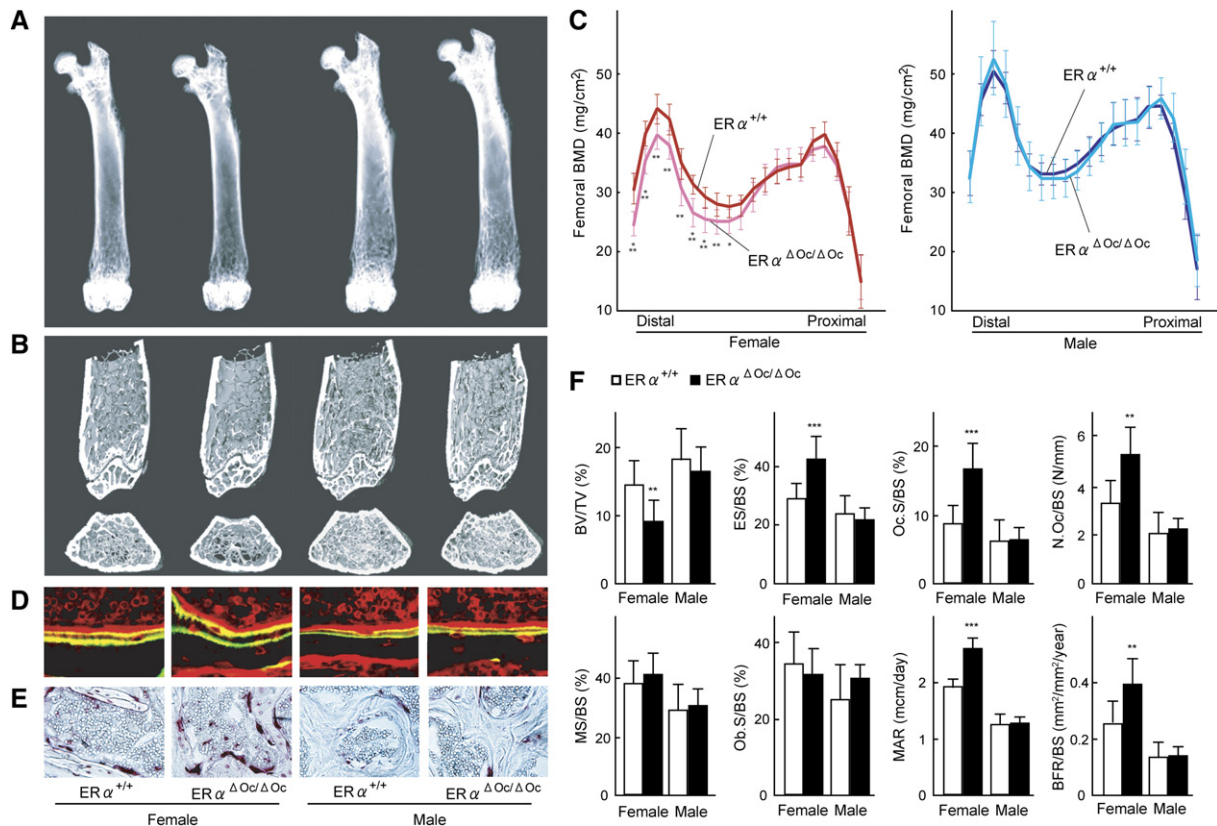 A
B
D
E
ERα+/+
ERαΔOc/ΔOc
ERα+/+
ERαΔOc/ΔOc
Female
Male
C
Femoral BMD (mg/cm2)
50
40
30
20
10
ERα+/+
ERαΔOc/ΔOc
** 
**
*
**
*
**
**
*
**
*
**
**
*
Distal
Proximal
Female
Femoral BMD (mg/cm2)
50
40
30
20
10
ERα+/+
ERαΔOc/ΔOc
Distal
Proximal
Male
F
ERα+/+
ERαΔOc/ΔOc
BV/TV (%)
20
10
0
**
Female Male
ES/BS (%)
40
20
0
***
Female Male
Oc.S/BS (%)
20
10
0
***
Female Male
N.Oc/BS (N/mm)
6
4
2
0
**
Female Male
MS/BS (%)
40
0
Female Male
Ob.S/BS (%)
40
20
0
Female Male
MAR (mcm/day)
2
1
0
***
Female Male
BFR/BS (mm2/mm2/year)
0.4
0.2
0
**
Female Male